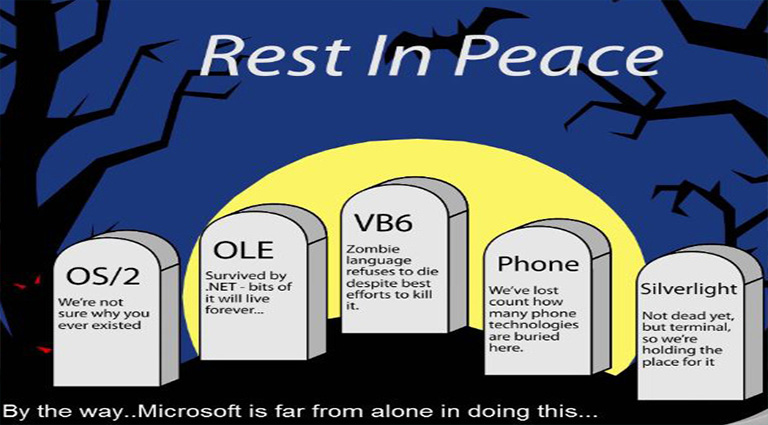 Rest In Peace
OS/2
We're not
sure why you
ever existed
OLE
Survived by
.NET - bits of
it will live
forever...
VB6
Zombie
language
refuses to die
despite best
efforts to kill
it.
Phone
We've lost
count how
many phone
technologies
are buried
here.
Silverlight
Not dead yet,
but terminal,
so we're
holding the
place for it
By the way..Microsoft is far from alone in doing this...